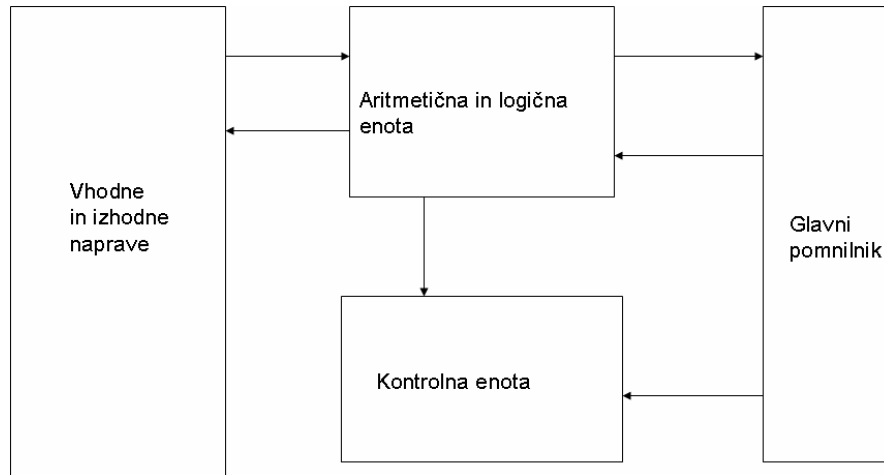 Vhodne
in izhodne
naprave
Aritmetična in logična
enota
Kontrolna enota
Glavni
pomnilnik